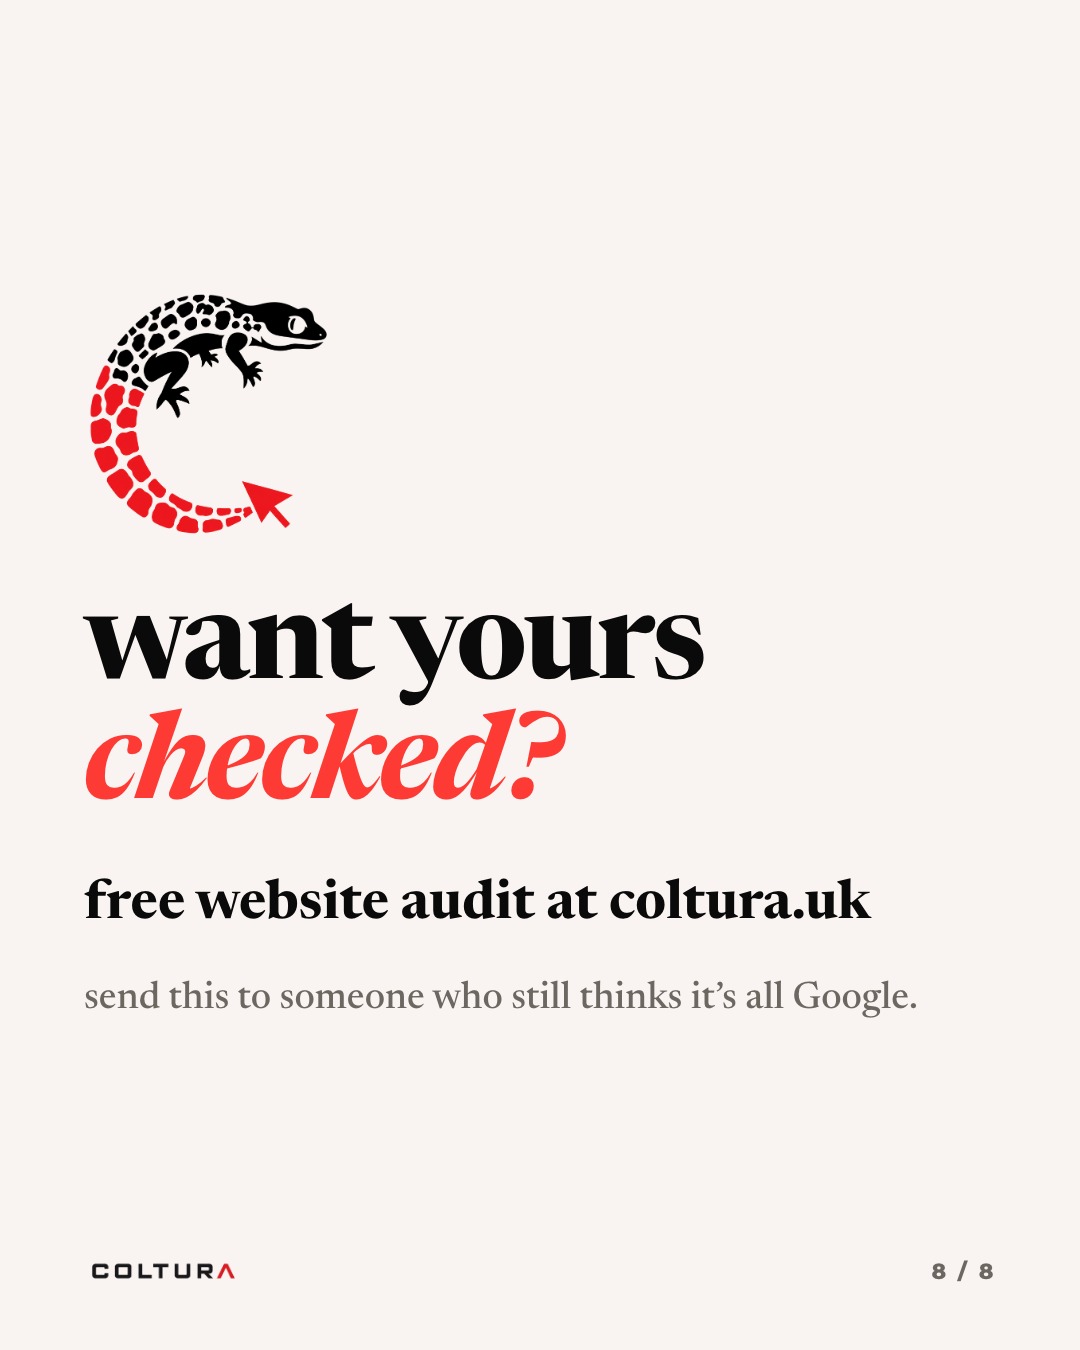 want yours
checked?
free website audit at coltura.uk
send this to someone who still thinks it’s all Google.
COLTURA
8 / 8